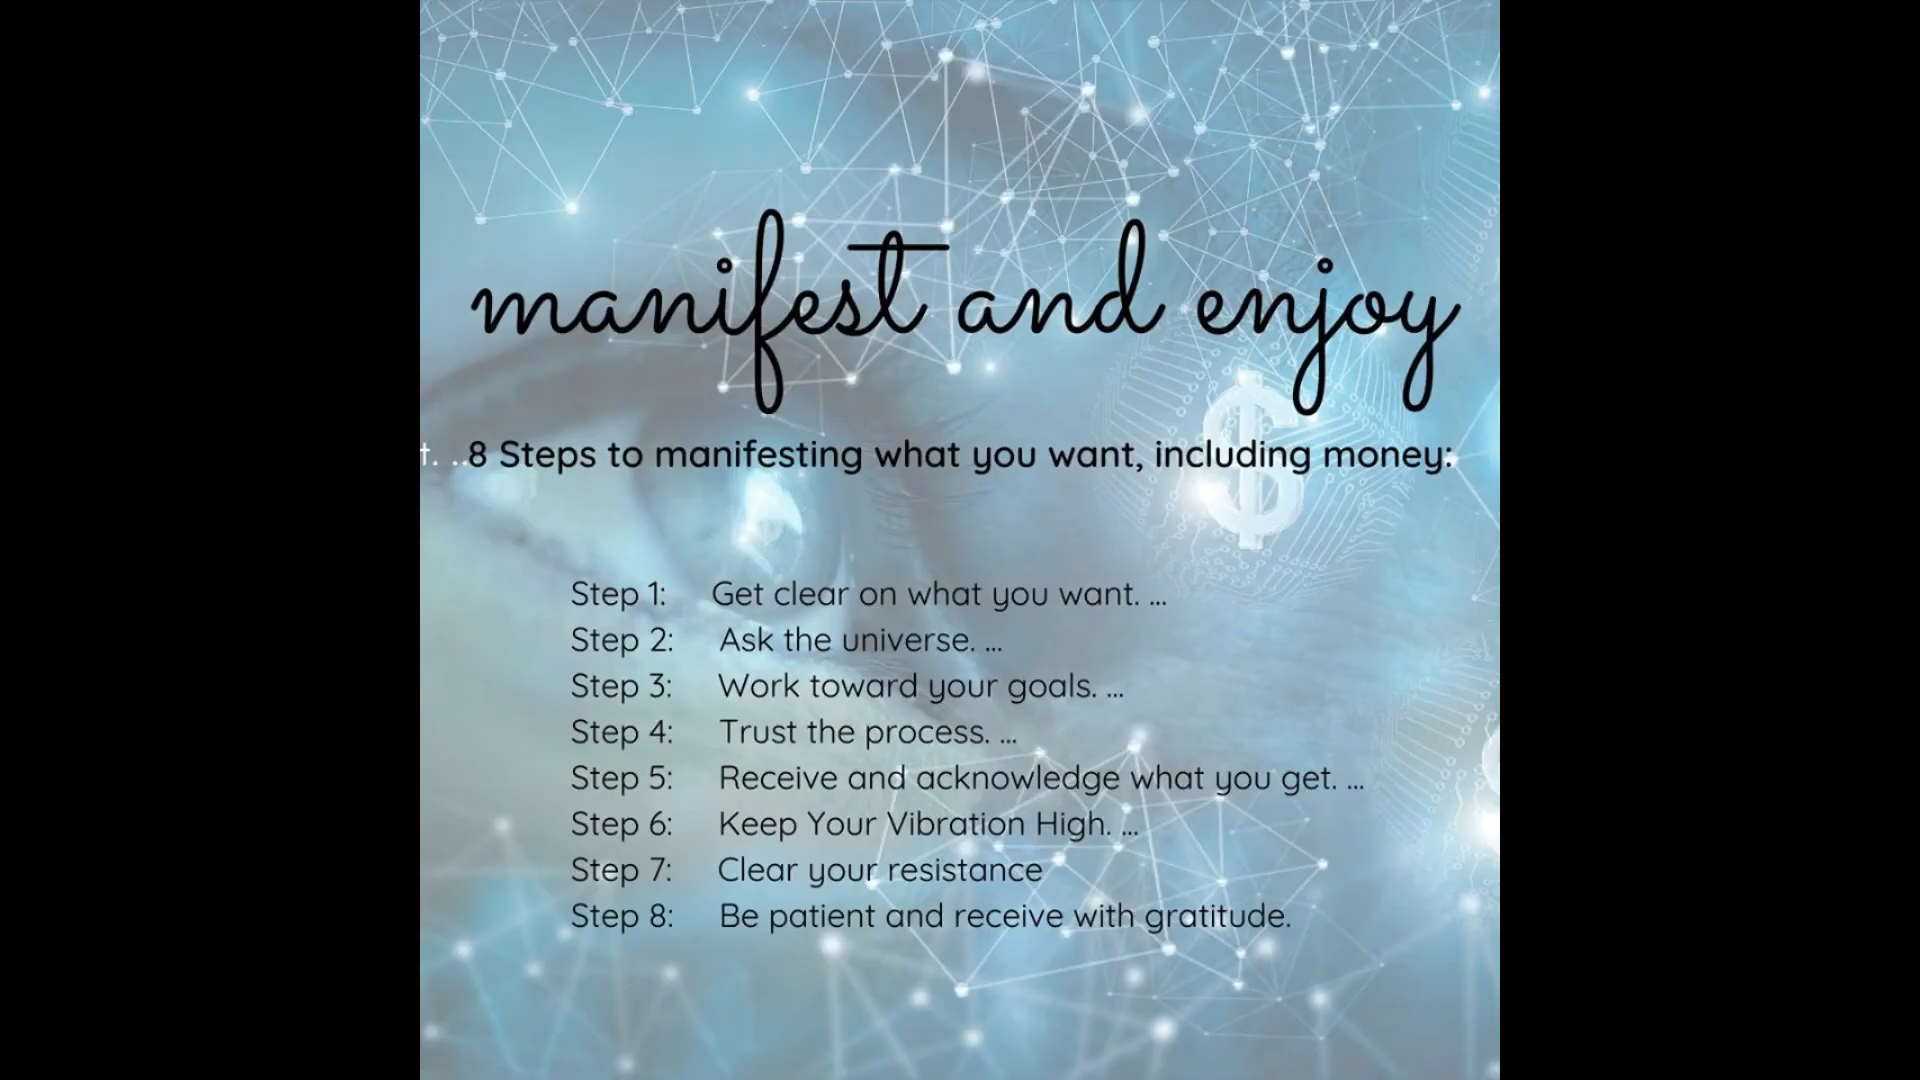 manifest and enjoy
t. ..8 Steps to manifesting what you want, including money:
Step 1: Get clear on what you want. ...
Step 2: Ask the universe. ...
Step 3: Work toward your goals. ...
Step 4: Trust the process. ...
Step 5: Receive and acknowledge what you get. ...
Step 6: Keep Your Vibration High. ...
Step 7: Clear your resistance
Step 8: Be patient and receive with gratitude.